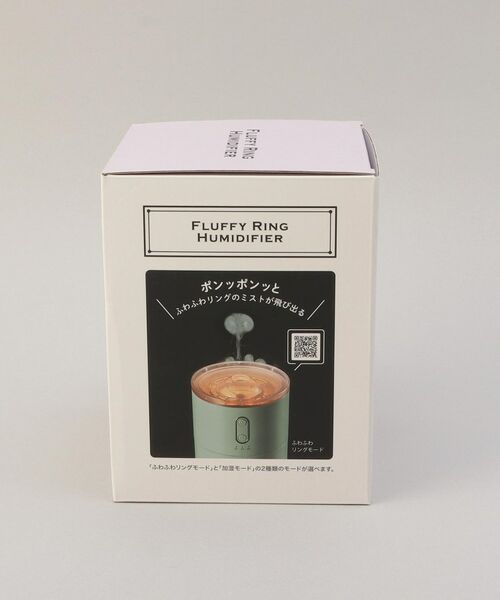 FLUFFY RING
HUMIDIFIER
FLUFFY RING
HUMIDIFIER
ポンッポンッと
ふわふわリングのミストが飛び出る
ふわふわ
リングモード
「ふわふわリングモード」と「加湿モード」の2種類のモードが選べます。